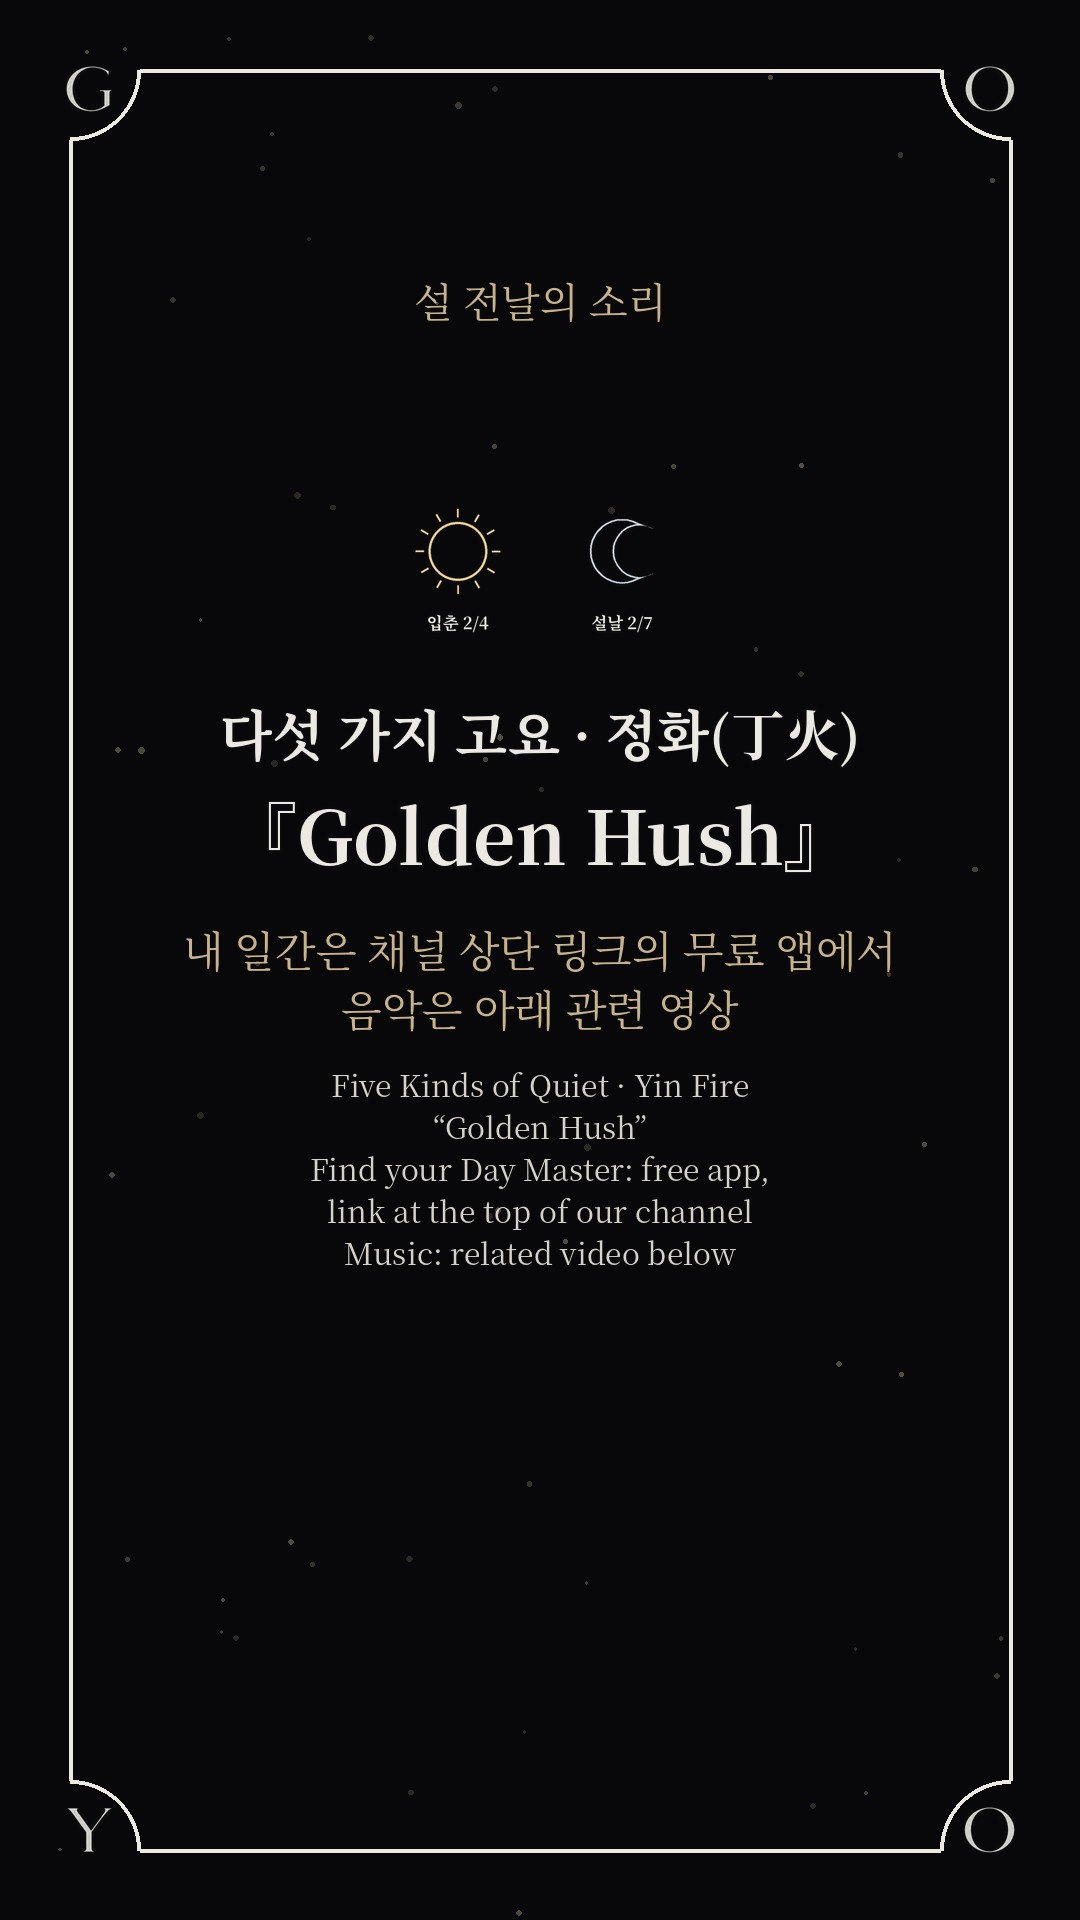 G O
설 전날의 소리
입춘 2/4 설날 2/7
다섯 가지 고요 · 정화(丁火)
『Golden Hush』
내 일간은 채널 상단 링크의 무료 앱에서
음악은 아래 관련 영상
Five Kinds of Quiet · Yin Fire
“Golden Hush”
Find your Day Master: free app,
link at the top of our channel
Music: related video below
Y O